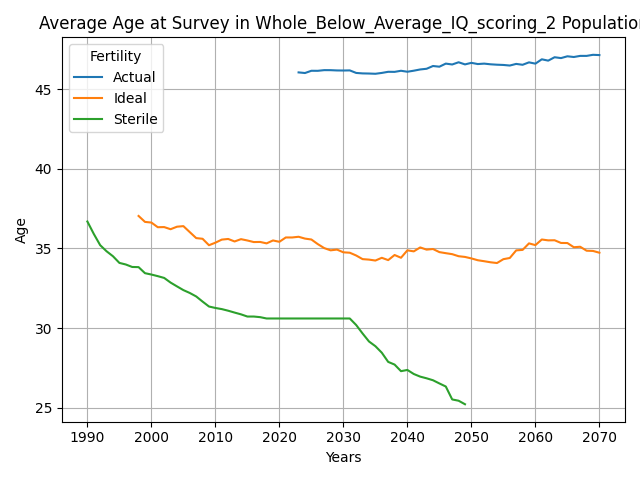 Average Age at Survey in Whole_Below_Average_IQ_scoring_2 Population
Fertility
Actual
Ideal
Sterile
45
40
35
30
25
Age
1990 2000 2010 2020 2030 2040 2050 2060 2070
Years